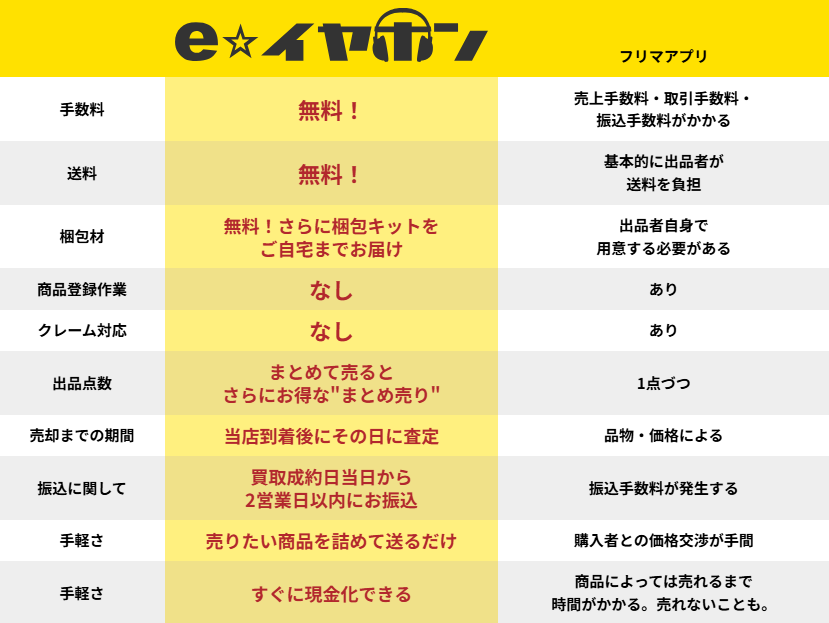 e☆イヤホン
フリマアプリ
手数料
無料！
売上手数料・取引手数料・
振込手数料がかかる
送料
無料！
基本的に出品者が
送料を負担
梱包材
無料！さらに梱包キットを
ご自宅までお届け
出品者自身で
用意する必要がある
商品登録作業
なし
あり
クレーム対応
なし
あり
出品点数
まとめて売ると
さらにお得な"まとめ売り"
1点づつ
売却までの期間
当店到着後にその日に査定
品物・価格による
振込に関して
買取成約日当日から
2営業日以内にお振込
振込手数料が発生する
手軽さ
売りたい商品を詰めて送るだけ
購入者との価格交渉が手間
手軽さ
すぐに現金化できる
商品によっては売れるまで
時間がかかる。売れないことも。